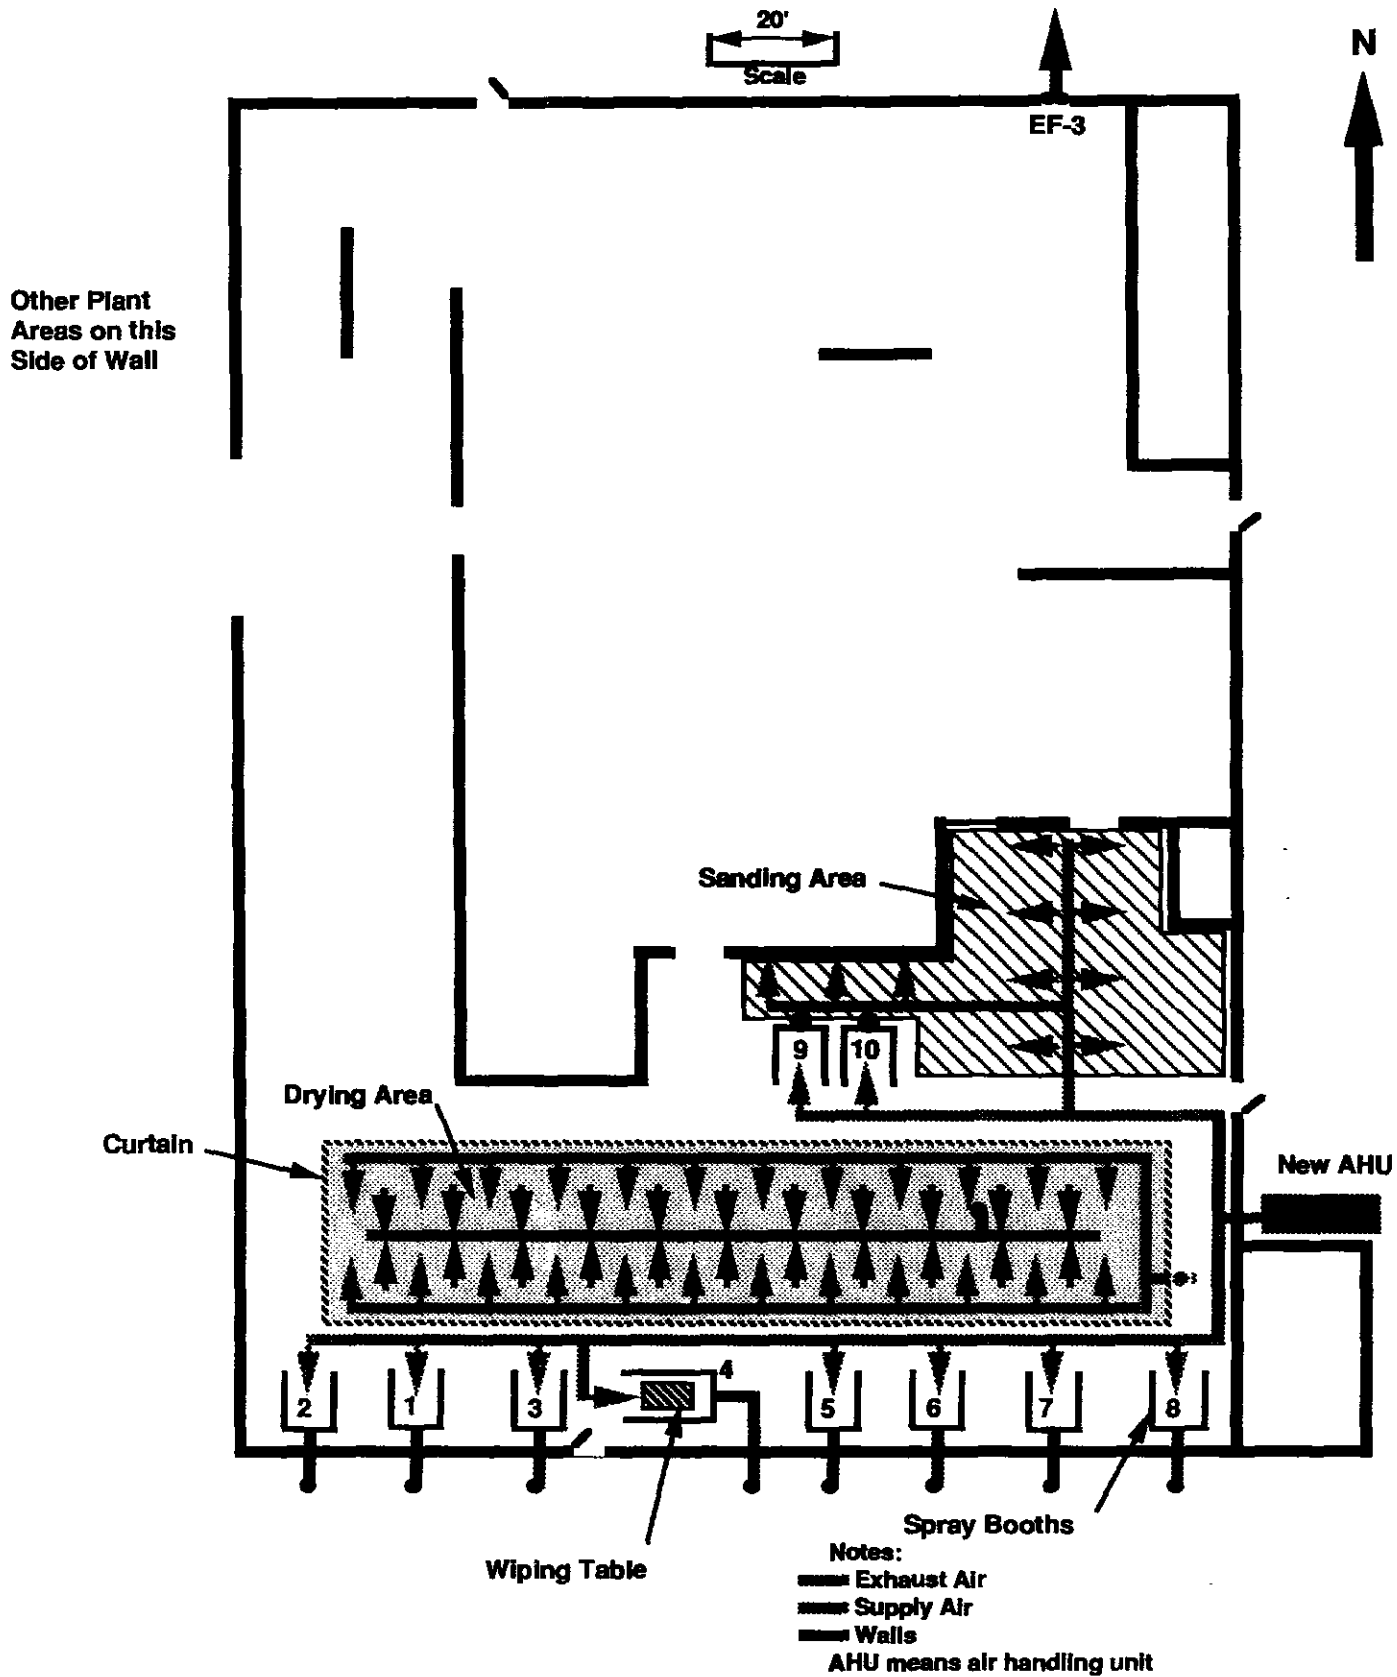 20'
Scale
N
EF-3
Other Plant
Areas on this
Side of Wall
Sanding Area
9
10
Drying Area
Curtain
New AHU
2
1
3
4
5
6
7
8
Spray Booths
Wiping Table
Notes:
Exhaust Air
Supply Air
Walls
AHU means air handling unit